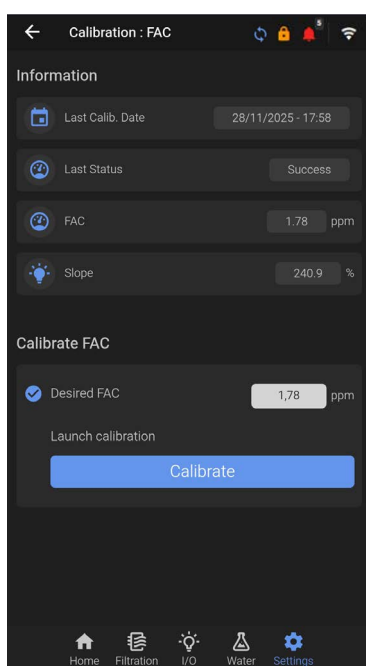 Calibration : FAC
5
Information
Last Calib. Date 28/11/2025 - 17:58
Last Status Success
FAC 1.78 ppm
Slope 240.9 %
Calibrate FAC
Desired FAC 1,78 ppm
Launch calibration
Calibrate
Home Filtration I/O Water Settings